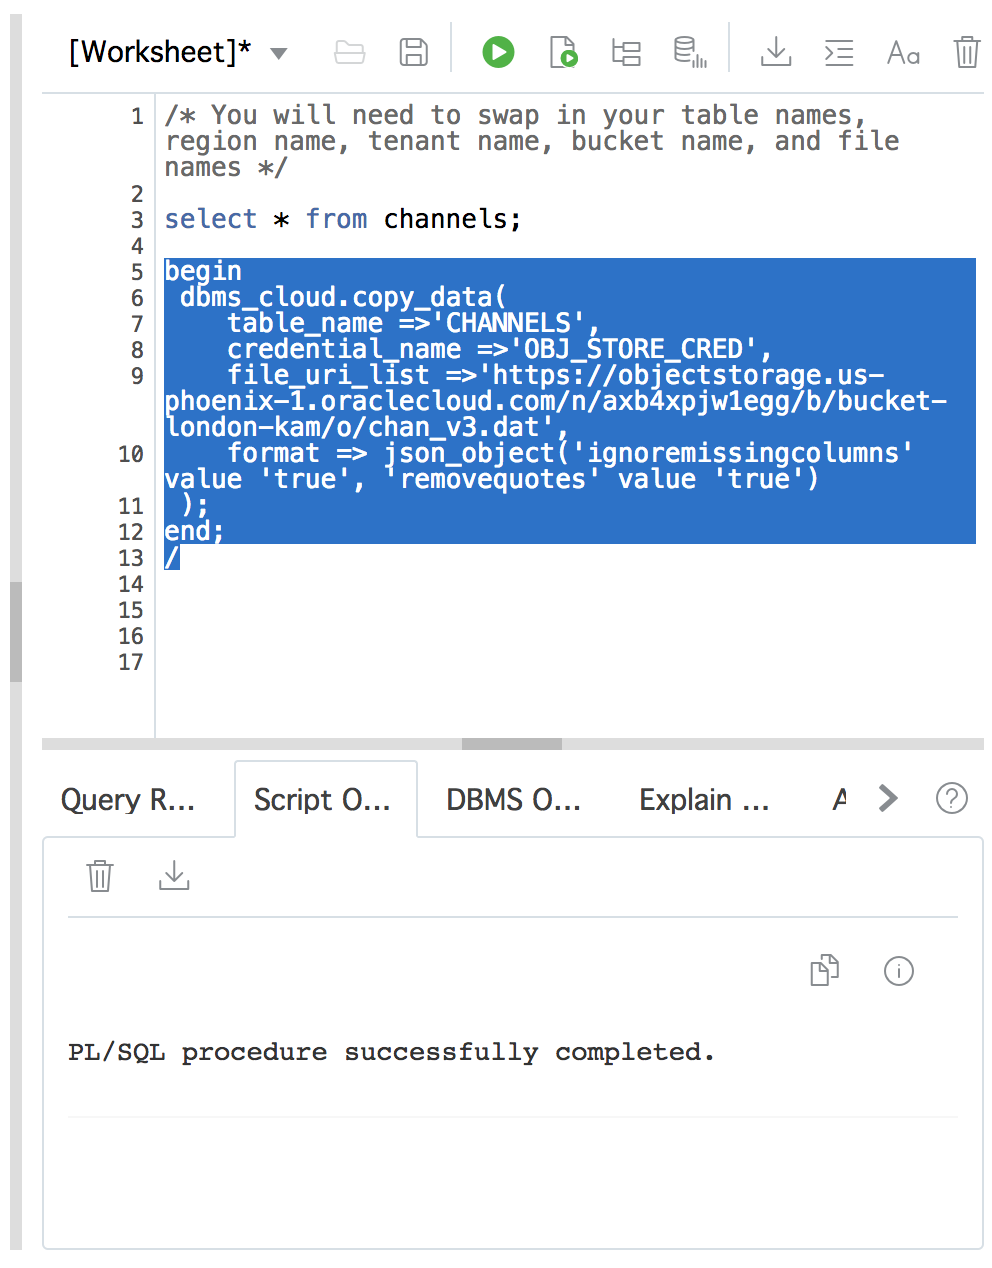 [Worksheet]*
Aa
1 /* You will need to swap in your table names,
region name, tenant name, bucket name, and file
names */
2
3 select * from channels;
4
5 begin
6 dbms_cloud.copy_data(
7 table_name =>'CHANNELS',
8 credential_name =>'OBJ_STORE_CRED',
9 file_uri_list =>'https://objectstorage.us-
phoenix-1.oraclecloud.com/n/axb4xpjw1egg/b/bucket-
london-kam/o/chan_v3.dat',
10 format => json_object('ignoremissingcolumns'
value 'true', 'removequotes' value 'true')
11 );
12 end;
13 /
14
15
16
17
Query R... Script O... DBMS O... Explain ... A
PL/SQL procedure successfully completed.